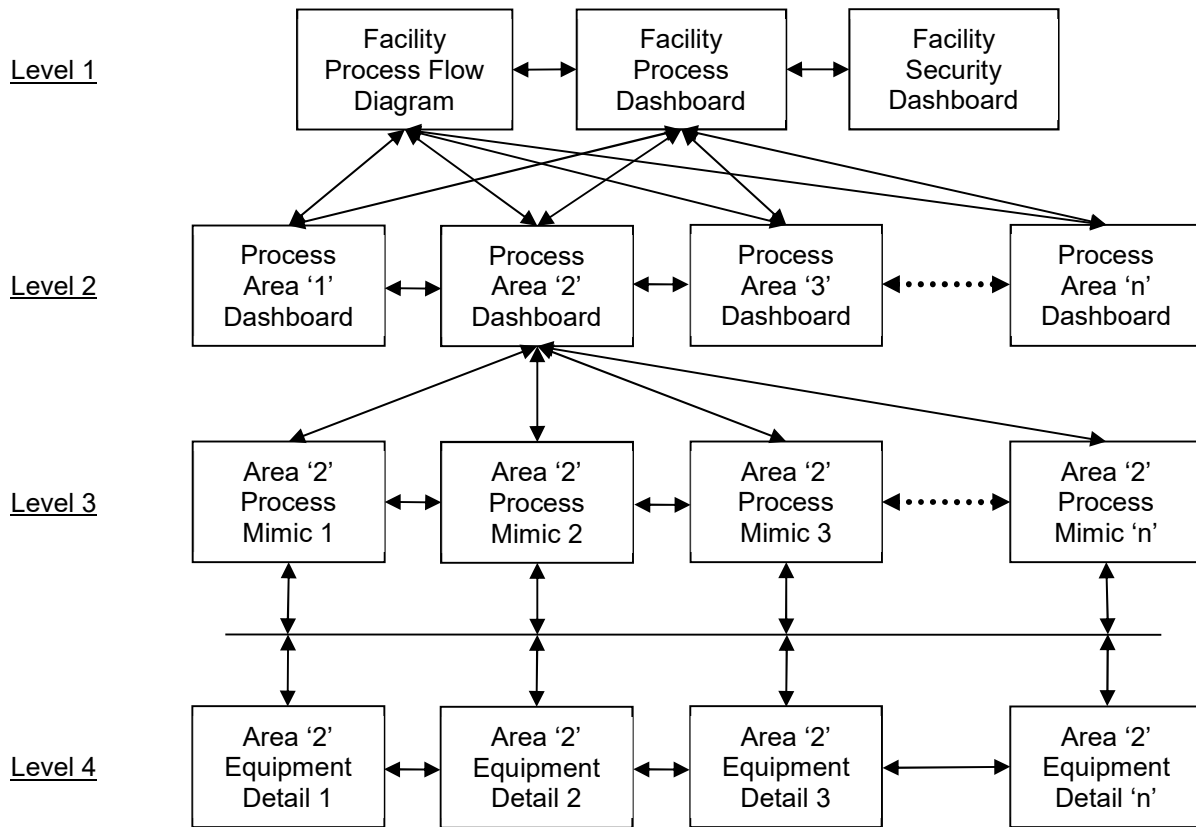 Level 1
Facility
Process Flow
Diagram
Facility
Process
Dashboard
Facility
Security
Dashboard
Level 2
Process
Area ‘1’
Dashboard
Process
Area ‘2’
Dashboard
Process
Area ‘3’
Dashboard
Process
Area ‘n’
Dashboard
Level 3
Area ‘2’
Process
Mimic 1
Area ‘2’
Process
Mimic 2
Area ‘2’
Process
Mimic 3
Area ‘2’
Process
Mimic ‘n’
Level 4
Area ‘2’
Equipment
Detail 1
Area ‘2’
Equipment
Detail 2
Area ‘2’
Equipment
Detail 3
Area ‘2’
Equipment
Detail ‘n’